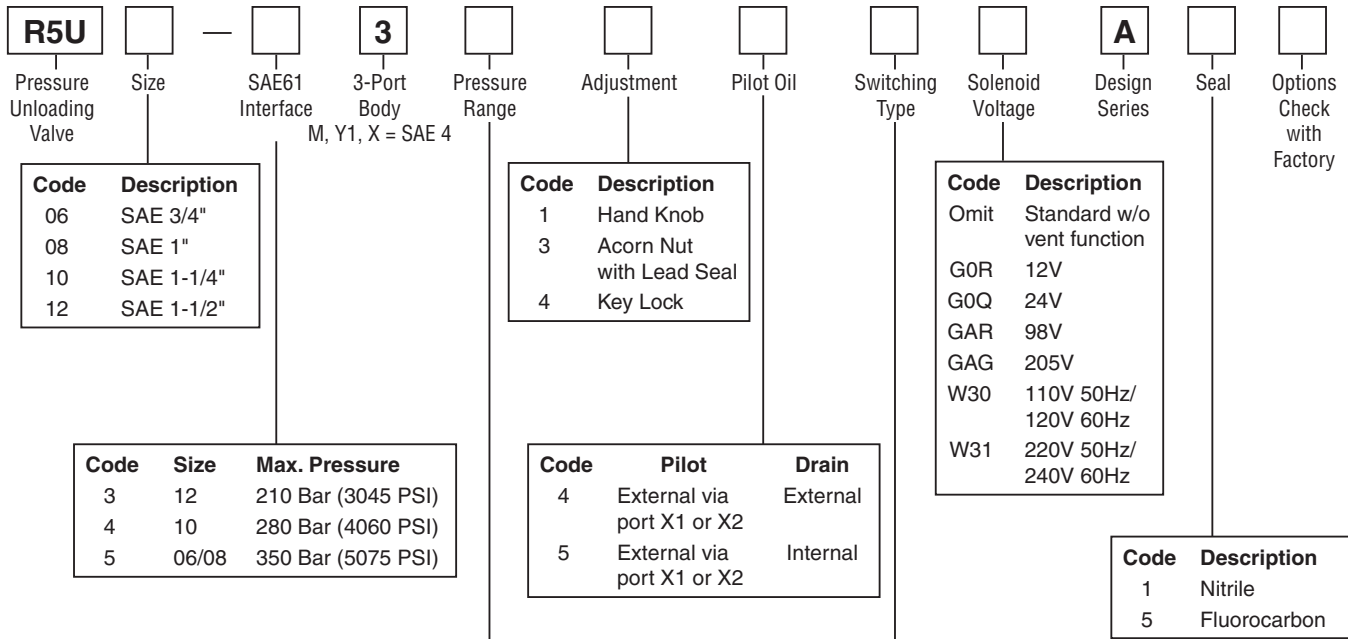 R5U — 3 A
Pressure Unloading Valve
Size
SAE61 Interface
3-Port Body
M, Y1, X = SAE 4
Pressure Range
Adjustment
Pilot Oil
Switching Type
Solenoid Voltage
Design Series
Seal
Options Check with Factory
Code Description
06 SAE 3/4"
08 SAE 1"
10 SAE 1-1/4"
12 SAE 1-1/2"
Code Description
1 Hand Knob
3 Acorn Nut
with Lead Seal
4 Key Lock
Code Description
Omit Standard w/o
vent function
G0R 12V
G0Q 24V
GAR 98V
GAG 205V
W30 110V 50Hz/
120V 60Hz
W31 220V 50Hz/
240V 60Hz
Code Size Max. Pressure
3 12 210 Bar (3045 PSI)
4 10 280 Bar (4060 PSI)
5 06/08 350 Bar (5075 PSI)
Code Pilot Drain
4 External via External
port X1 or X2
5 External via Internal
port X1 or X2
Code Description
1 Nitrile
5 Fluorocarbon